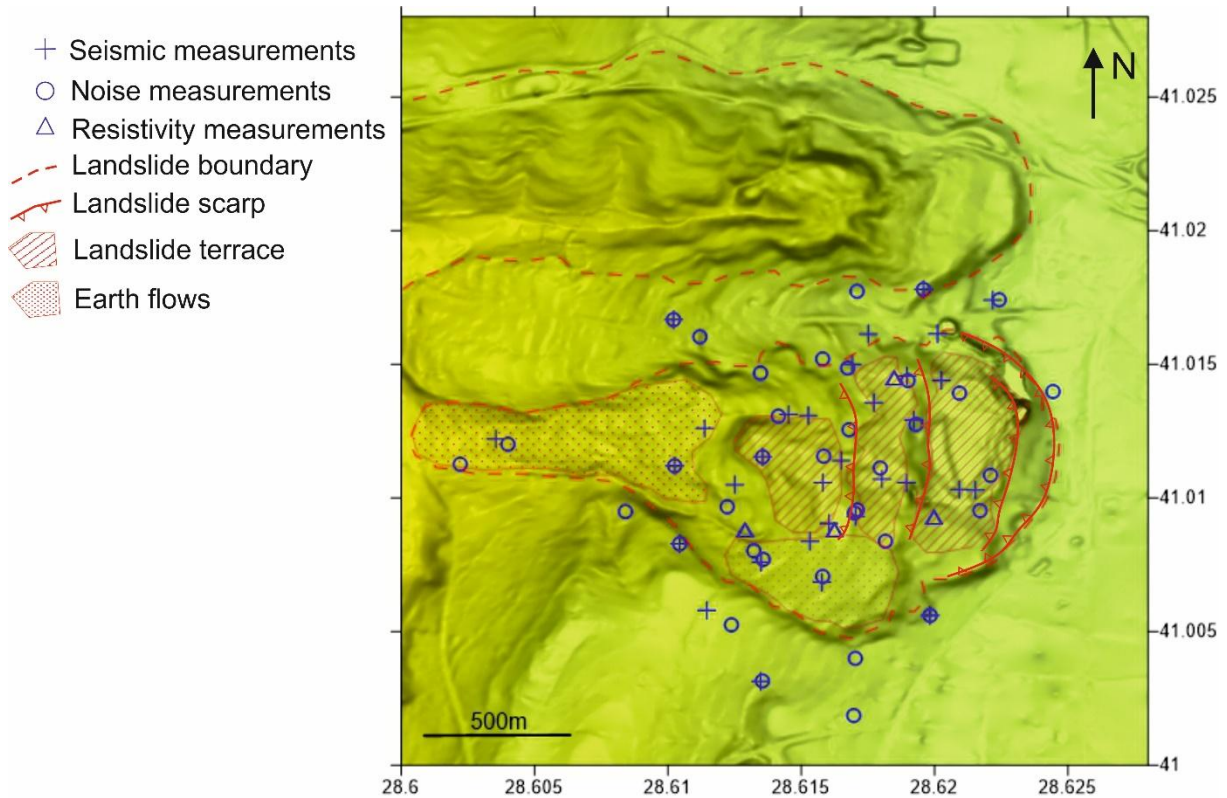 Seismic measurements
Noise measurements
Resistivity measurements
Landslide boundary
Landslide scarp
Landslide terrace
Earth flows
N
41.025
41.02
41.015
41.01
41.005
41
500m
28.6
28.605
28.61
28.615
28.62
28.625